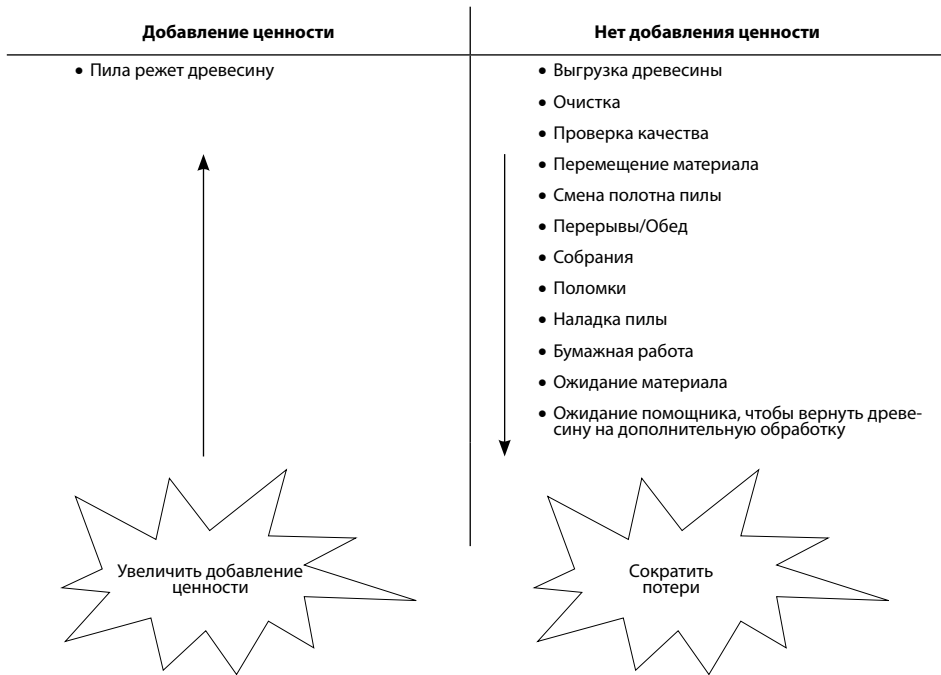 Добавление ценности
Нет добавления ценности
• Пила режет древесину
• Выгрузка древесины
• Очистка
• Проверка качества
• Перемещение материала
• Смена полотна пилы
• Перерывы/Обед
• Собрания
• Поломки
• Наладка пилы
• Бумажная работа
• Ожидание материала
• Ожидание помощника, чтобы вернуть древе-
сину на дополнительную обработку
Увеличить добавление
ценности
Сократить
потери